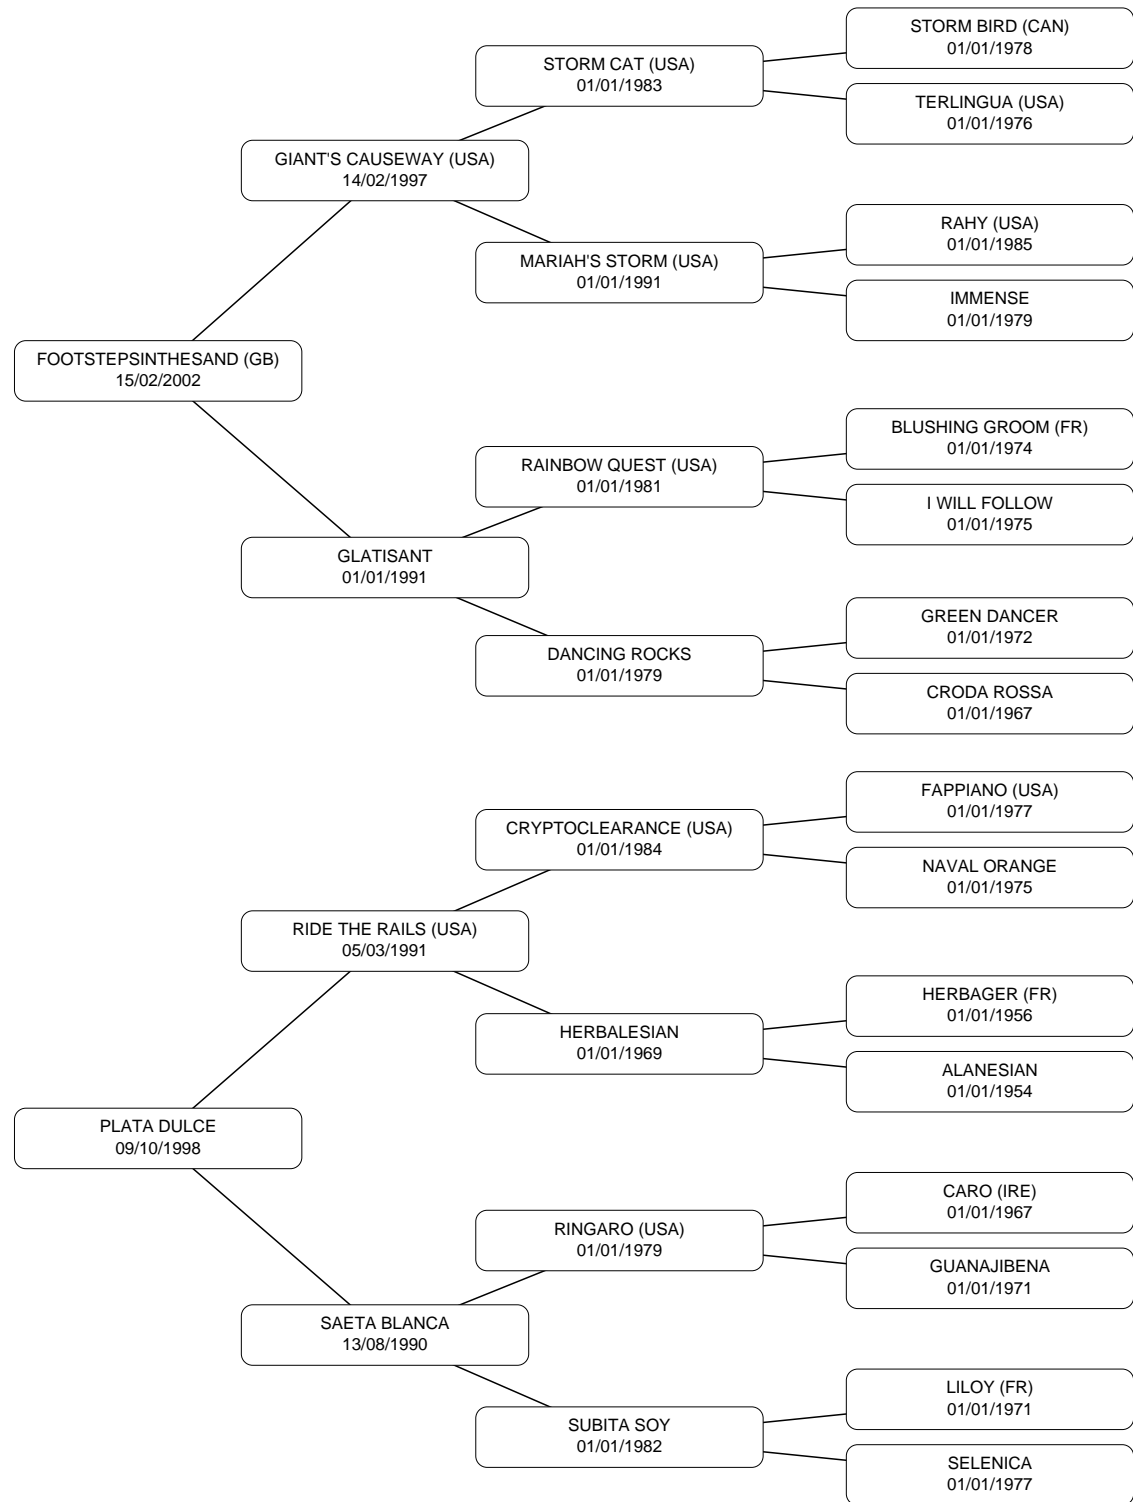 STORM BIRD (CAN)
01/01/1978
STORM CAT (USA)
01/01/1983
TERLINGUA (USA)
01/01/1976
GIANT'S CAUSEWAY (USA)
14/02/1997
RAHY (USA)
01/01/1985
MARIAH'S STORM (USA)
01/01/1991
IMMENSE
01/01/1979
FOOTSTEPSINTHESAND (GB)
15/02/2002
BLUSHING GROOM (FR)
01/01/1974
RAINBOW QUEST (USA)
01/01/1981
I WILL FOLLOW
01/01/1975
GLATISANT
01/01/1991
GREEN DANCER
01/01/1972
DANCING ROCKS
01/01/1979
CRODA ROSSA
01/01/1967
FAPPIANO (USA)
01/01/1977
CRYPTOCLEARANCE (USA)
01/01/1984
NAVAL ORANGE
01/01/1975
RIDE THE RAILS (USA)
05/03/1991
HERBAGER (FR)
01/01/1956
HERBALESIAN
01/01/1969
ALANESIAN
01/01/1954
PLATA DULCE
09/10/1998
CARO (IRE)
01/01/1967
RINGARO (USA)
01/01/1979
GUANAJIBENA
01/01/1971
SAETA BLANCA
13/08/1990
LILOY (FR)
01/01/1971
SUBITA SOY
01/01/1982
SELENICA
01/01/1977